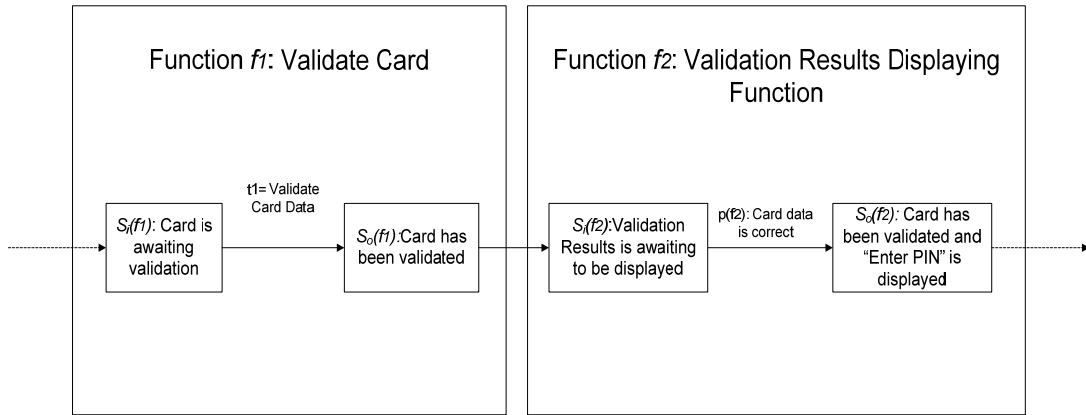 Function f1: Validate Card
t1= Validate
Card Data
Si(f1): Card is
awaiting
validation
So(f1):Card has
been validated
Function f2: Validation Results Displaying
Function
Si(f2):Validation
Results is awaiting
to be displayed
p(f2): Card data
is correct
So(f2): Card has
been validated and
“Enter PIN” is
displayed